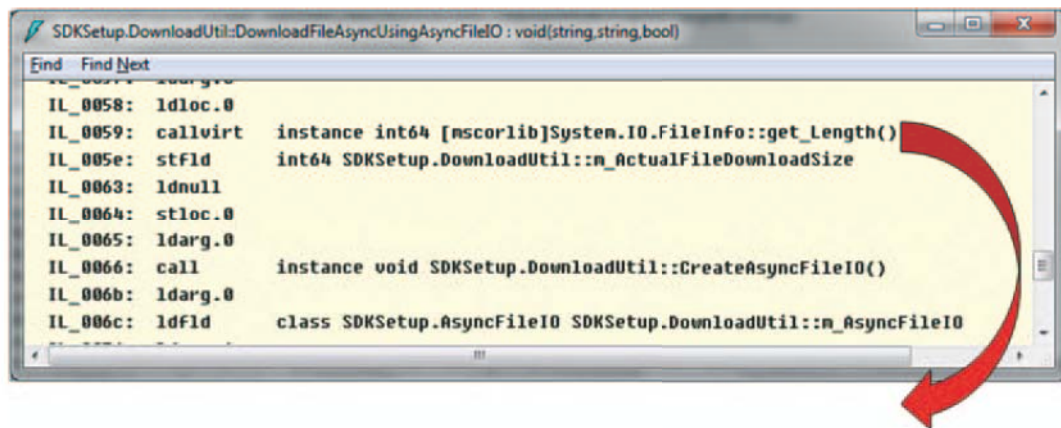 SDKSetup.DownloadUtil::DownloadFileAsyncUsingAsyncFileIO : void(string,string,bool)
Find Find Next
IL_0058: ldloc.0
IL_0059: callvirt instance int64 [mscorlib]System.IO.FileInfo::get_Length()
IL_005e: stfld int64 SDKSetup.DownloadUtil::m_ActualFileDownloadSize
IL_0063: ldnull
IL_0064: stloc.0
IL_0065: ldarg.0
IL_0066: call instance void SDKSetup.DownloadUtil::CreateAsyncFileIO()
IL_006b: ldarg.0
IL_006c: ldfld class SDKSetup.AsyncFileIO SDKSetup.DownloadUtil::m_AsyncFileIO